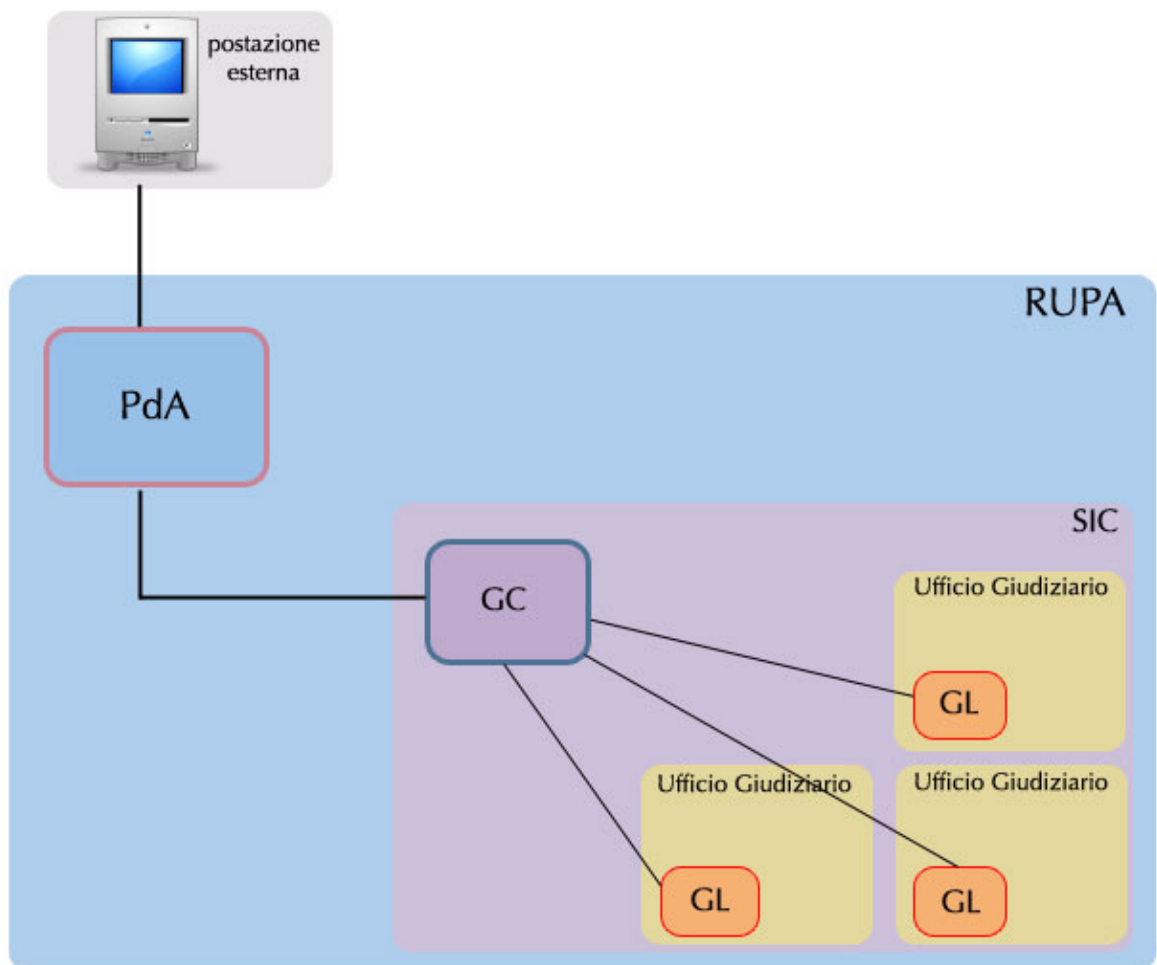 postazione
esterna
RUPA
PdA
SIC
GC
Ufficio Giudiziario
GL
Ufficio Giudiziario
GL
Ufficio Giudiziario
GL